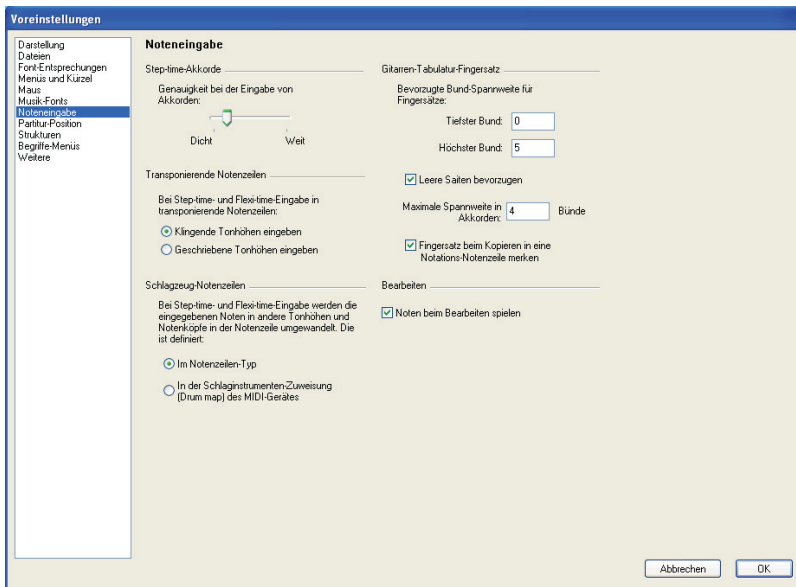 Voreinstellungen
Darstellung
Dateien
Font-Entsprechungen
Menüs und Kürzel
Maus
Musik-Fonts
Noteneingabe
Partitur-Position
Strukturen
Begriffe-Menüs
Weitere
Noteneingabe
Step-time-Akkorde
Genauigkeit bei der Eingabe von
Akkorden:
Dicht Weit
Transponierende Notenzeilen
Bei Step-time- und Flexi-time-Eingabe in
transponierende Notenzeilen:
Klingende Tonhöhen eingeben
Geschriebene Tonhöhen eingeben
Schlagzeug-Notenzeilen
Bei Step-time- und Flexi-time-Eingabe werden die
eingegebenen Noten in andere Tonhöhen und
Notenköpfe in der Notenzeile umgewandelt. Die
ist definiert:
Im Notenzeilen-Typ
In der Schlaginstrumenten-Zuweisung
(Drum map) des MIDI-Gerätes
Gitarren-Tabulatur-Fingersatz
Bevorzugte Bund-Spannweite für
Fingersätze:
Tiefster Bund: 0
Höchster Bund: 5
Leere Saiten bevorzugen
Maximale Spannweite in
Akkorden: 4 Bünde
Fingersatz beim Kopieren in eine
Notations-Notenzeile merken
Bearbeiten
Noten beim Bearbeiten spielen
Abbrechen OK